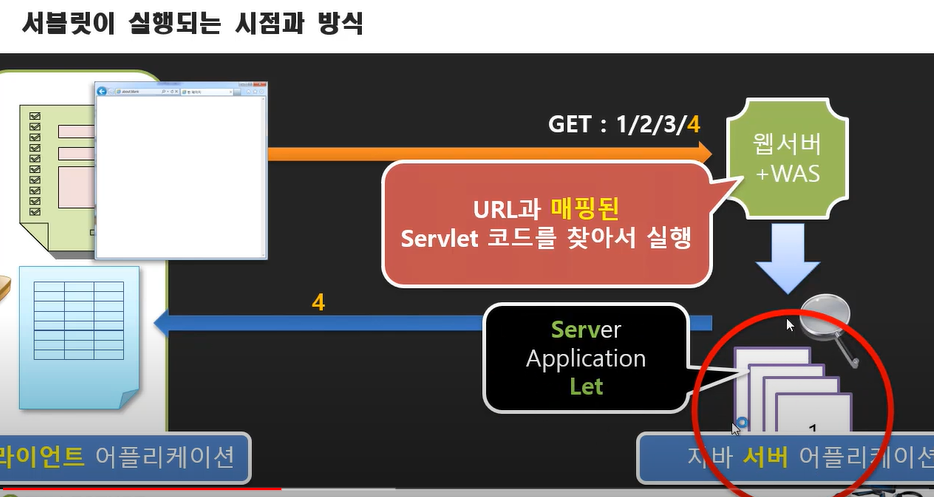 서블릿이 실행되는 시점과 방식
GET : 1/2/3/4
웹서버
+WAS
URL과 매핑된
Servlet 코드를 찾아서 실행
4
Server
Application
Let
1
라이언트 어플리케이션
자바 서버 어플리케이션